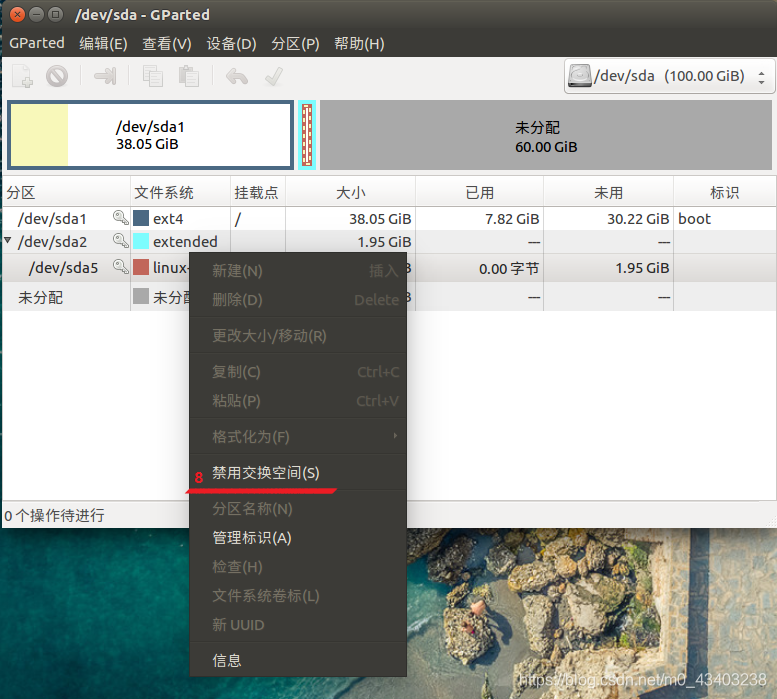 /dev/sda - GParted
GParted 编辑(E) 查看(V) 设备(D) 分区(P) 帮助(H)
/dev/sda (100.00 GiB)
/dev/sda1
38.05 GiB
未分配
60.00 GiB
分区 文件系统 挂载点 大小 已用 未用 标识
/dev/sda1 ext4 / 38.05 GiB 7.82 GiB 30.22 GiB boot
/dev/sda2 extended 1.95 GiB --- ---
/dev/sda5 linux- 0.00 字节 1.95 GiB
未分配 未分配 --- ---
新建(N) 插入
删除(D) Delete
更改大小/移动(R)
复制(C) Ctrl+C
粘贴(P) Ctrl+V
格式化为(F)
8 禁用交换空间(S)
分区名称(N)
管理标识(A)
检查(H)
文件系统卷标(L)
新 UUID
信息
0 个操作待进行
https://blog.csdn.net/m0_43403238